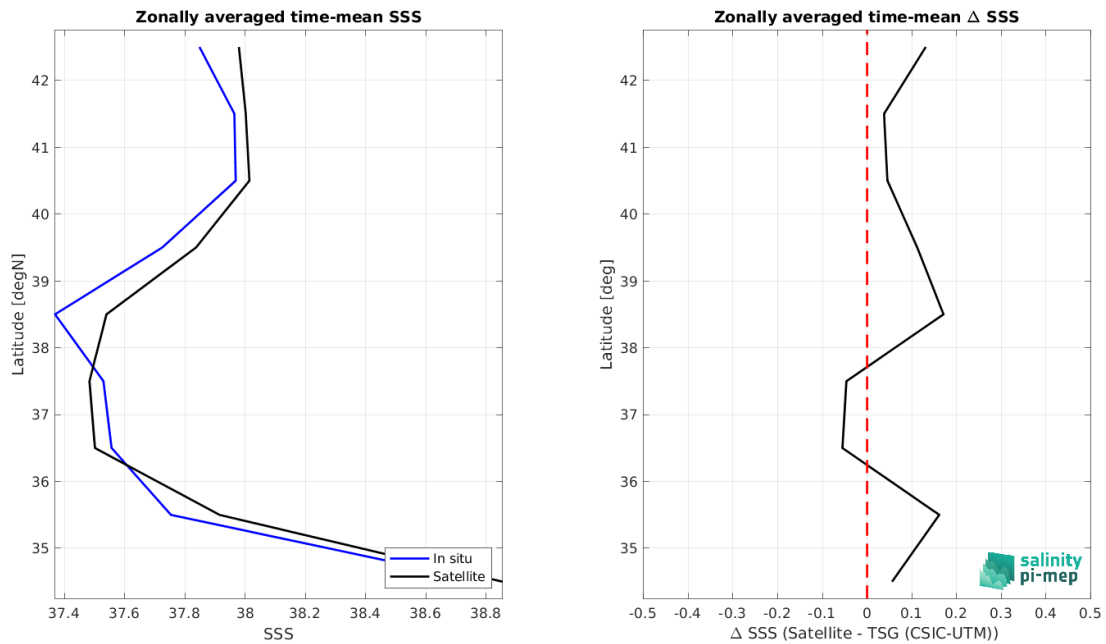 Zonally averaged time-mean SSS
42
41
40
39
38
37
36
35
Latitude [degN]
37.4 37.6 37.8 38 38.2 38.4 38.6 38.8
SSS
In situ
Satellite
Zonally averaged time-mean Δ SSS
42
41
40
39
38
37
36
35
Latitude [deg]
-0.5 -0.4 -0.3 -0.2 -0.1 0 0.1 0.2 0.3 0.4 0.5
Δ SSS (Satellite - TSG (CSIC-UTM))
salinity
pi-mep